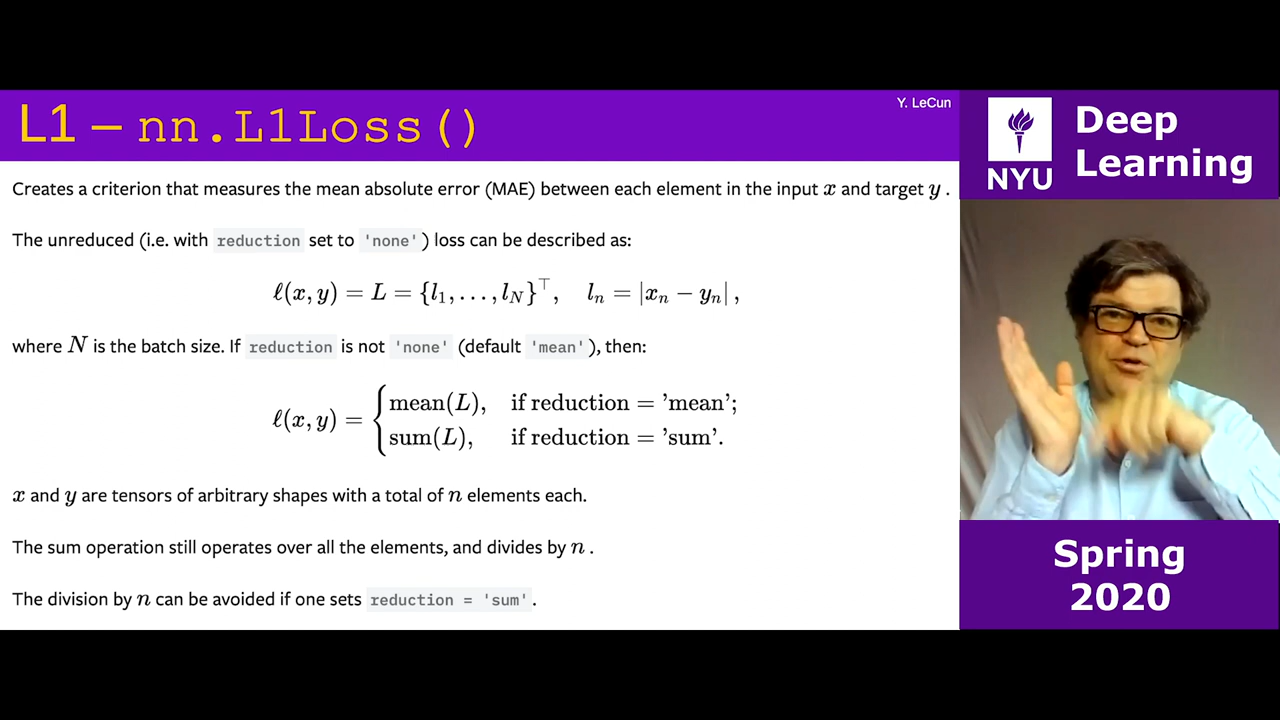 L1 – nn.L1Loss()
Y. LeCun
Creates a criterion that measures the mean absolute error (MAE) between each element in the input x and target y .
The unreduced (i.e. with reduction set to 'none' ) loss can be described as:
ℓ(x, y) = L = {l₁, . . . , l_N}^⊤,   lₙ = |xₙ − yₙ| ,
where N is the batch size. If reduction is not 'none' (default 'mean' ), then:
ℓ(x, y) = { mean(L),   if reduction = ’mean’;
sum(L),   if reduction = ’sum’.
x and y are tensors of arbitrary shapes with a total of n elements each.
The sum operation still operates over all the elements, and divides by n .
The division by n can be avoided if one sets reduction = 'sum' .
NYU
Deep
Learning
Spring
2020